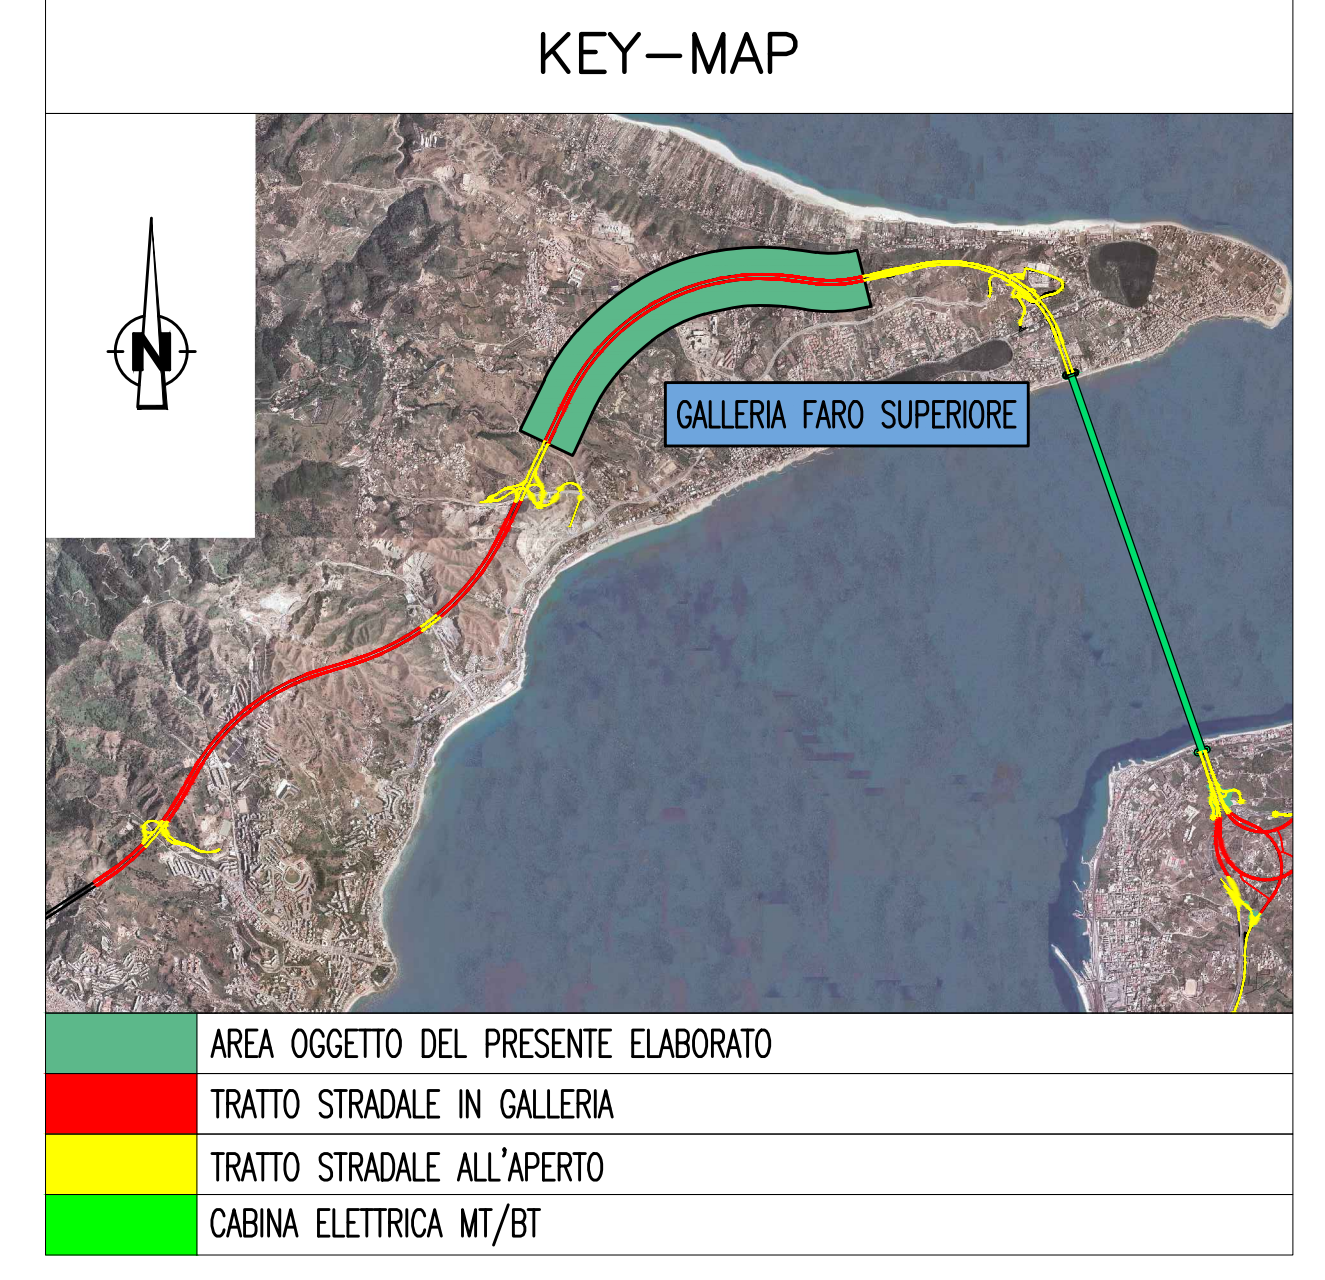 KEY-MAP
N
GALLERIA FARO SUPERIORE
AREA OGGETTO DEL PRESENTE ELABORATO
TRATTO STRADALE IN GALLERIA
TRATTO STRADALE ALL'APERTO
CABINA ELETTRICA MT/BT